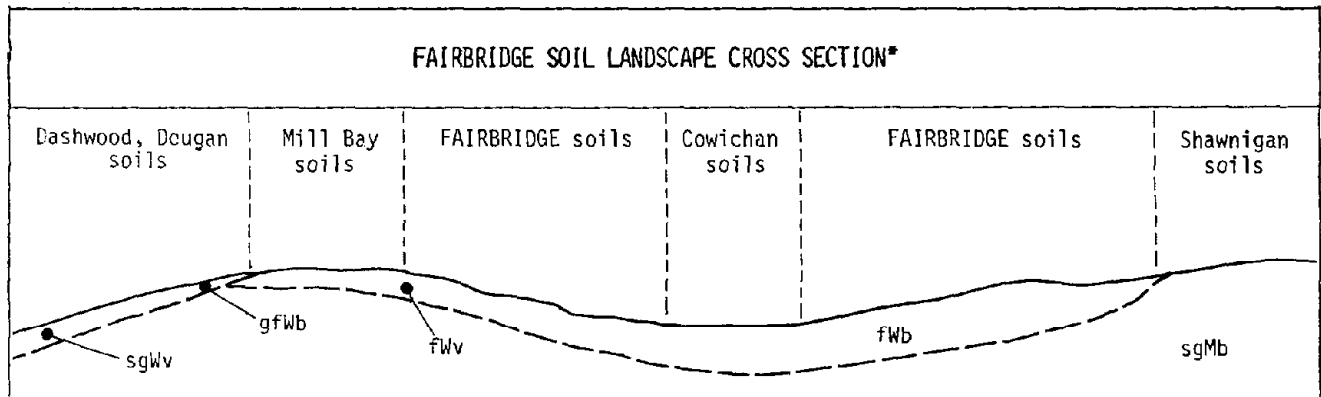 FAIRBRIDGE SOIL LANDSCAPE CROSS SECTION*
Dashwood, Dougan
soils
Mill Bay
soils
FAIRBRIDGE soils
Cowichan
soils
FAIRBRIDGE soils
Shawnigan
soils
sgWv
gfWb
fWv
fWb
sgMb